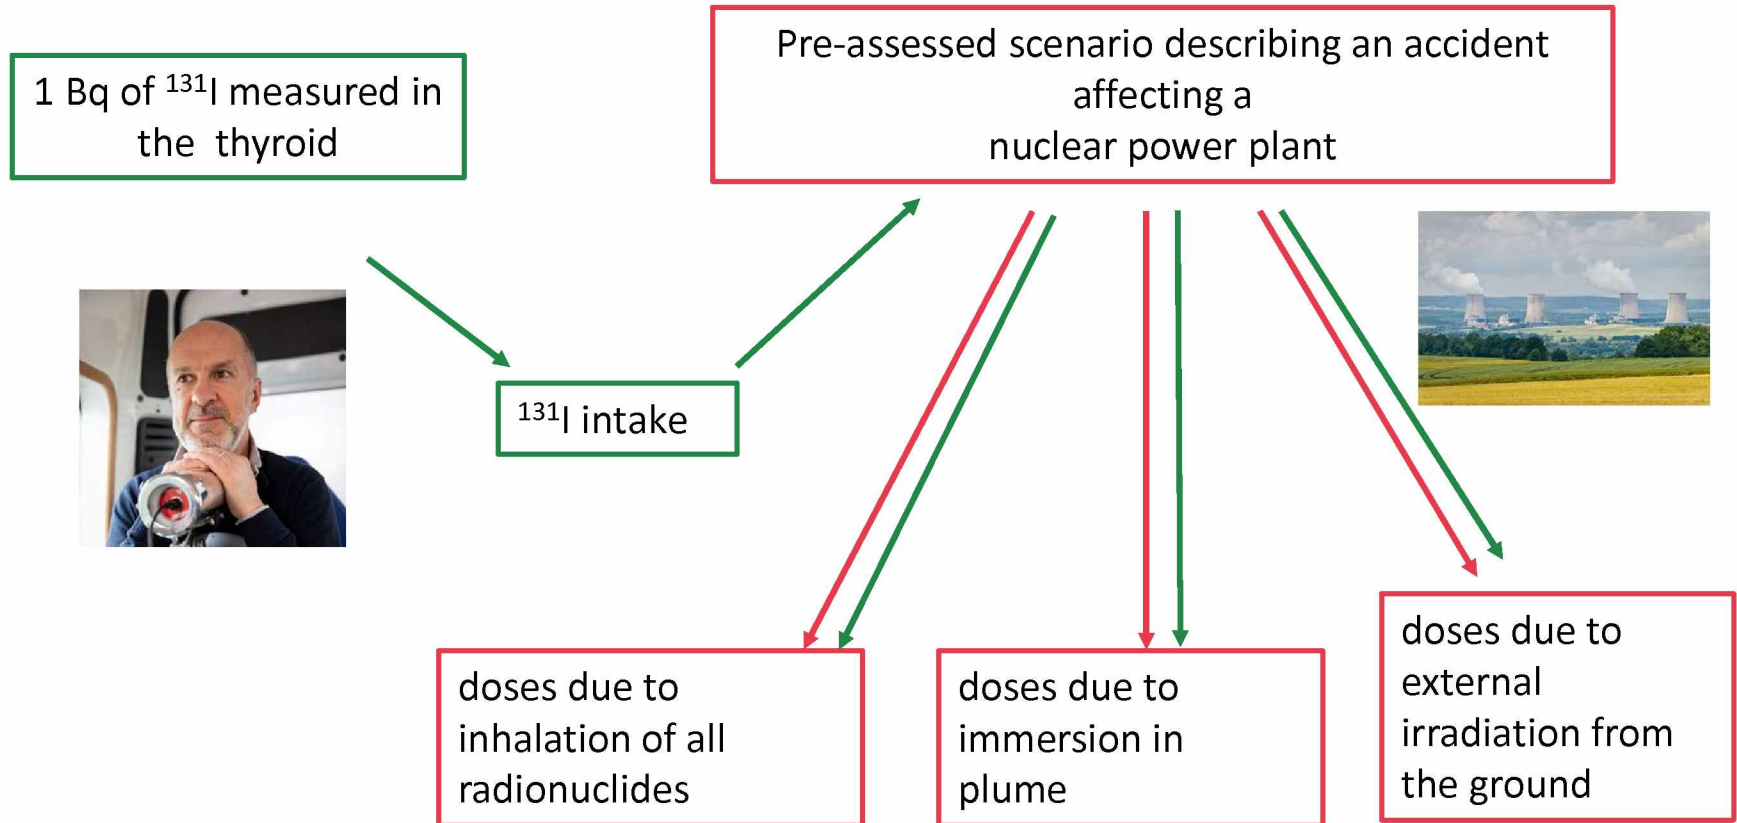 1 Bq of ¹³¹I measured in
the thyroid
Pre-assessed scenario describing an accident
affecting a
nuclear power plant
¹³¹I intake
doses due to
inhalation of all
radionuclides
doses due to
immersion in
plume
doses due to
external
irradiation from
the ground